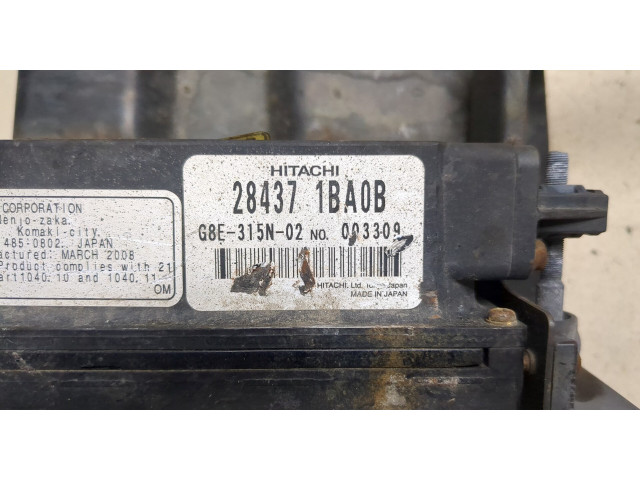 CORPORATION
Komaki-city,
485-0802. JAPAN
MARCH 2008
Product complies with 21
1040.10 and 1040.11.
OM
HITACHI
28437 1BA0B
G8E-315N-02 NO. 003309
HITACHI, Ltd. Japan
MADE IN JAPAN